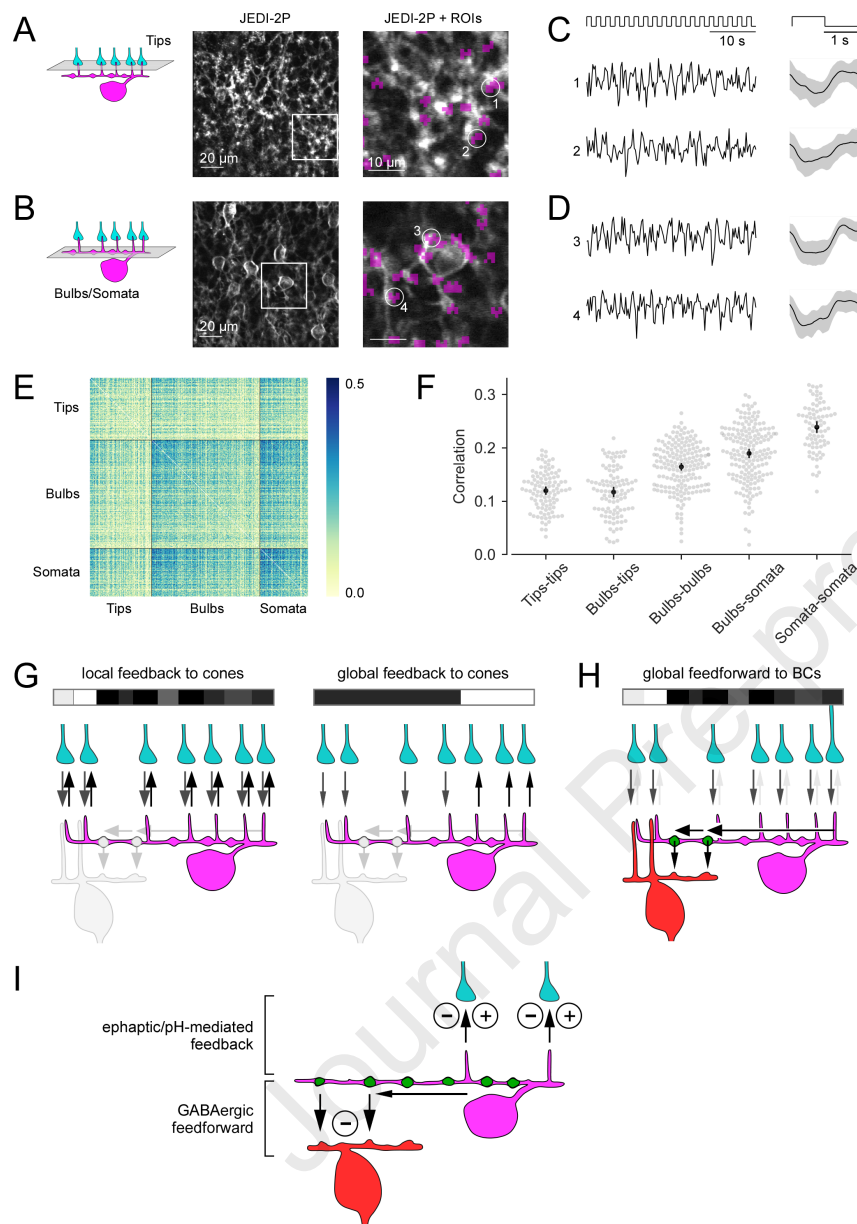 A
Tips
JEDI-2P
JEDI-2P + ROIs
20 µm
10 µm
1
2
C
10 s
1 s
1
2
B
Bulbs/Somata
20 µm
3
4
D
3
4
E
Tips
Bulbs
Somata
Tips
Bulbs
Somata
0.5
0.0
F
Correlation
0.3
0.2
0.1
0.0
Tips-tips
Bulbs-tips
Bulbs-bulbs
Bulbs-somata
Somata-somata
G
local feedback to cones
global feedback to cones
H
global feedforward to BCs
I
ephaptic/pH-mediated
feedback
GABAergic
feedforward
− +
− +
−
Journal Pre-pro